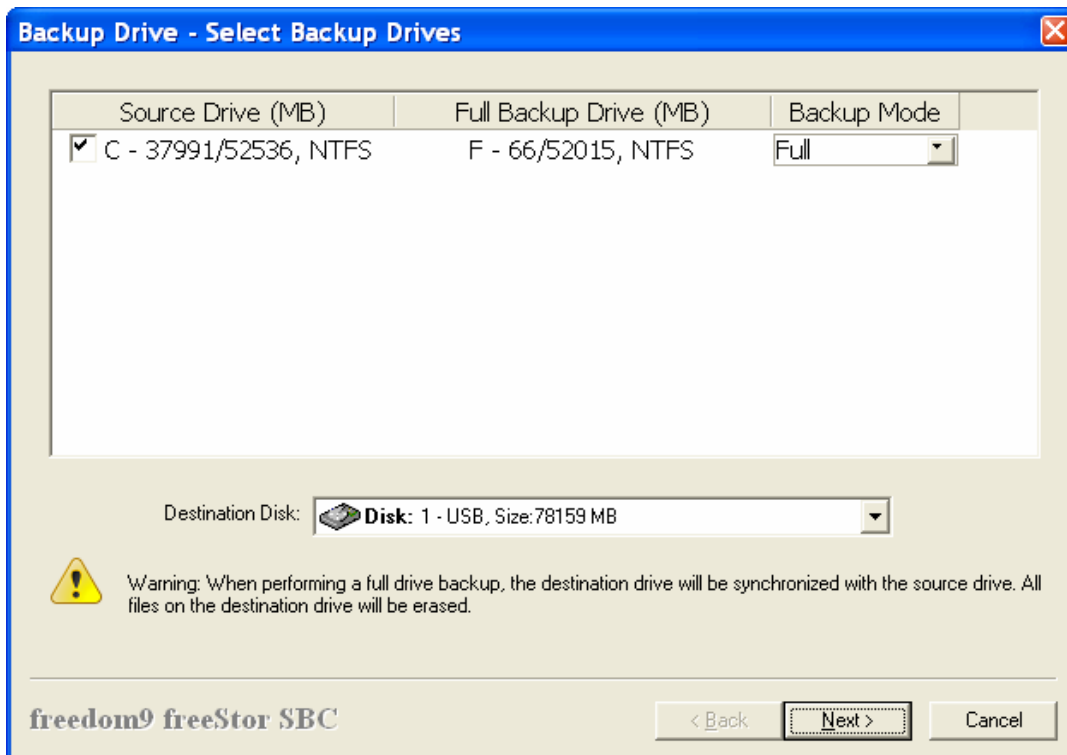 Backup Drive - Select Backup Drives
Source Drive (MB) Full Backup Drive (MB) Backup Mode
C - 37991/52536, NTFS F - 66/52015, NTFS Full
Destination Disk: Disk: 1 - USB, Size:78159 MB
Warning: When performing a full drive backup, the destination drive will be synchronized with the source drive. All
files on the destination drive will be erased.
freedom9 freeStor SBC < Back Next > Cancel